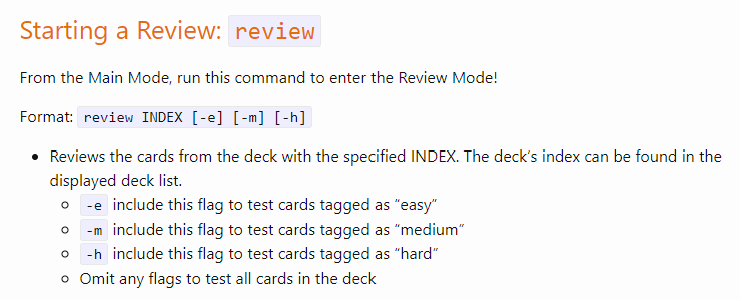 Starting a Review: review
From the Main Mode, run this command to enter the Review Mode!
Format: review INDEX [-e] [-m] [-h]
• Reviews the cards from the deck with the specified INDEX. The deck’s index can be found in the
displayed deck list.
○ -e include this flag to test cards tagged as “easy”
○ -m include this flag to test cards tagged as “medium”
○ -h include this flag to test cards tagged as “hard”
○ Omit any flags to test all cards in the deck